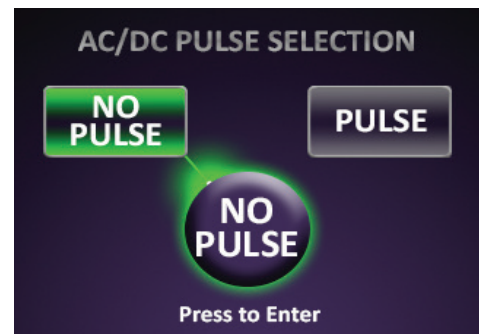 AC/DC PULSE SELECTION
NO
PULSE
PULSE
NO
PULSE
Press to Enter